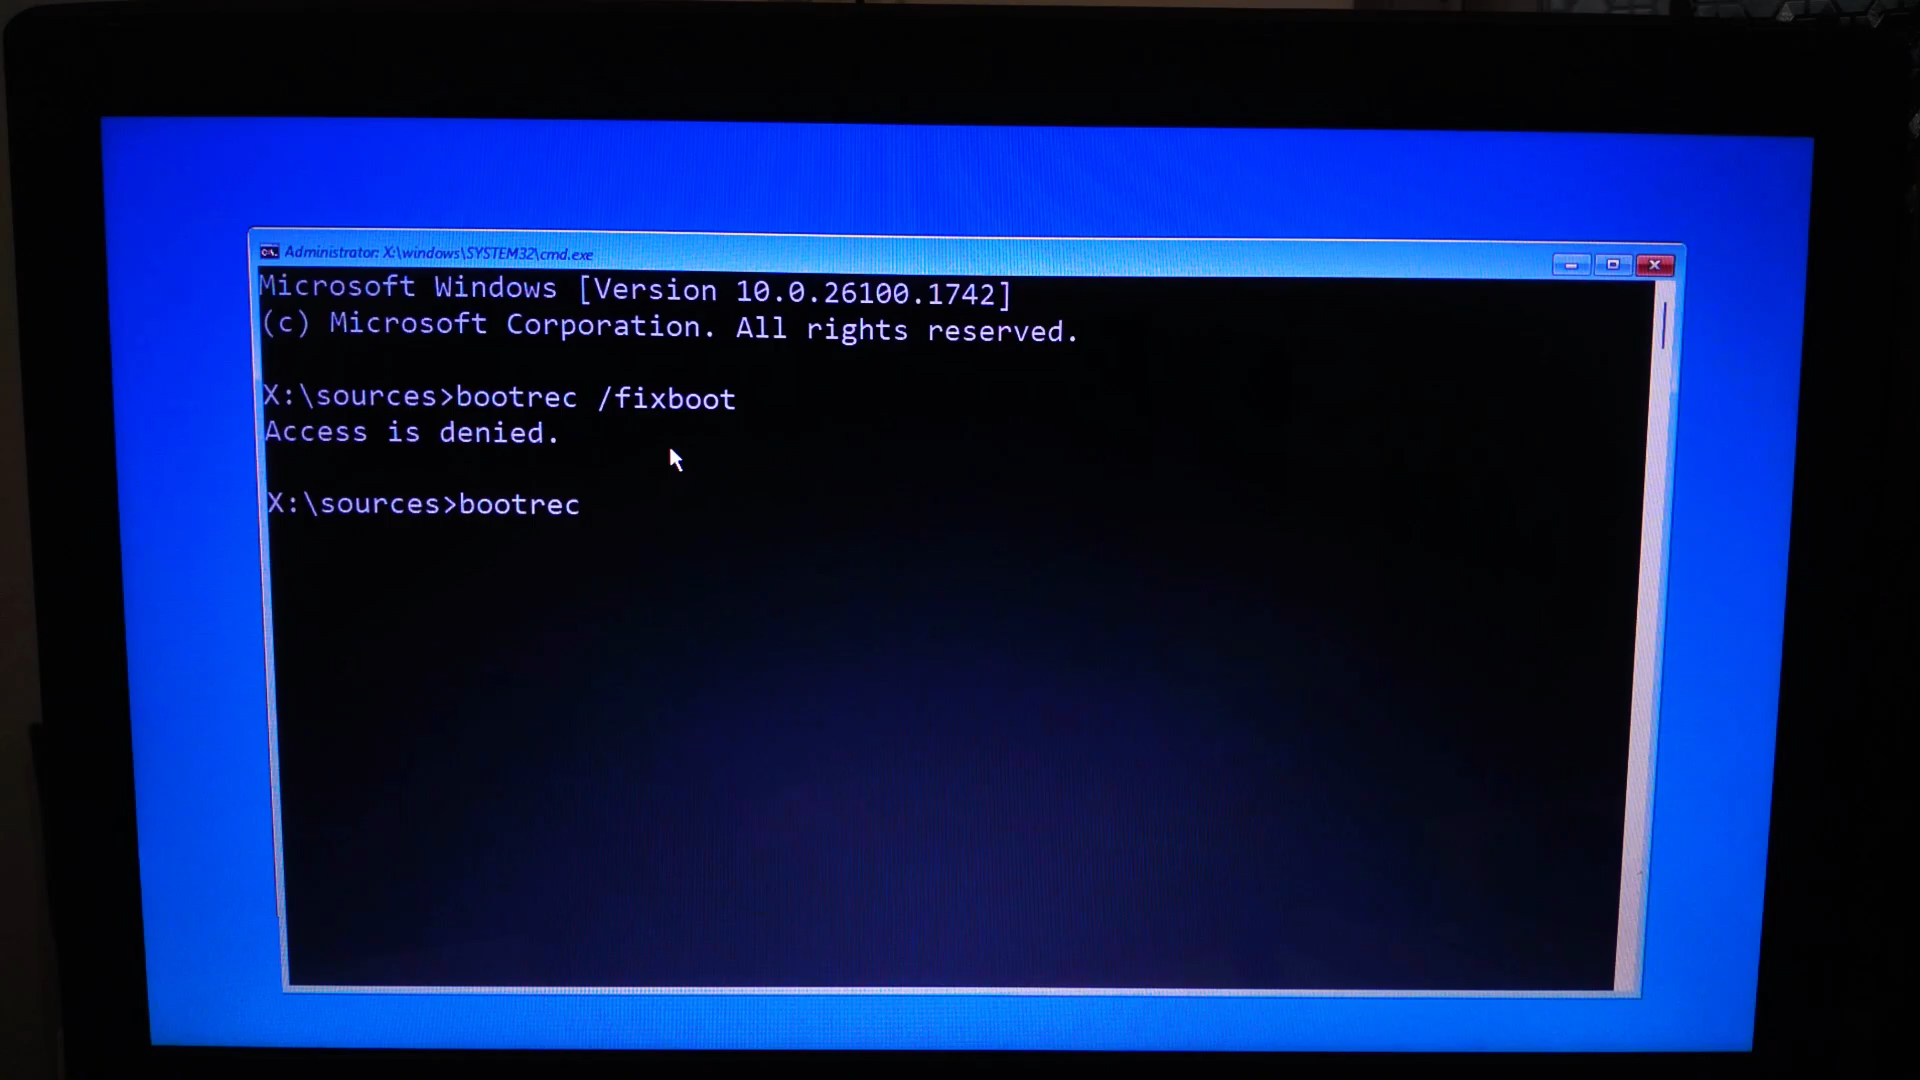 Administrator: X:\windows\SYSTEM32\cmd.exe
Microsoft Windows [Version 10.0.26100.1742]
(c) Microsoft Corporation. All rights reserved.
X:\sources>bootrec /fixboot
Access is denied.
X:\sources>bootrec